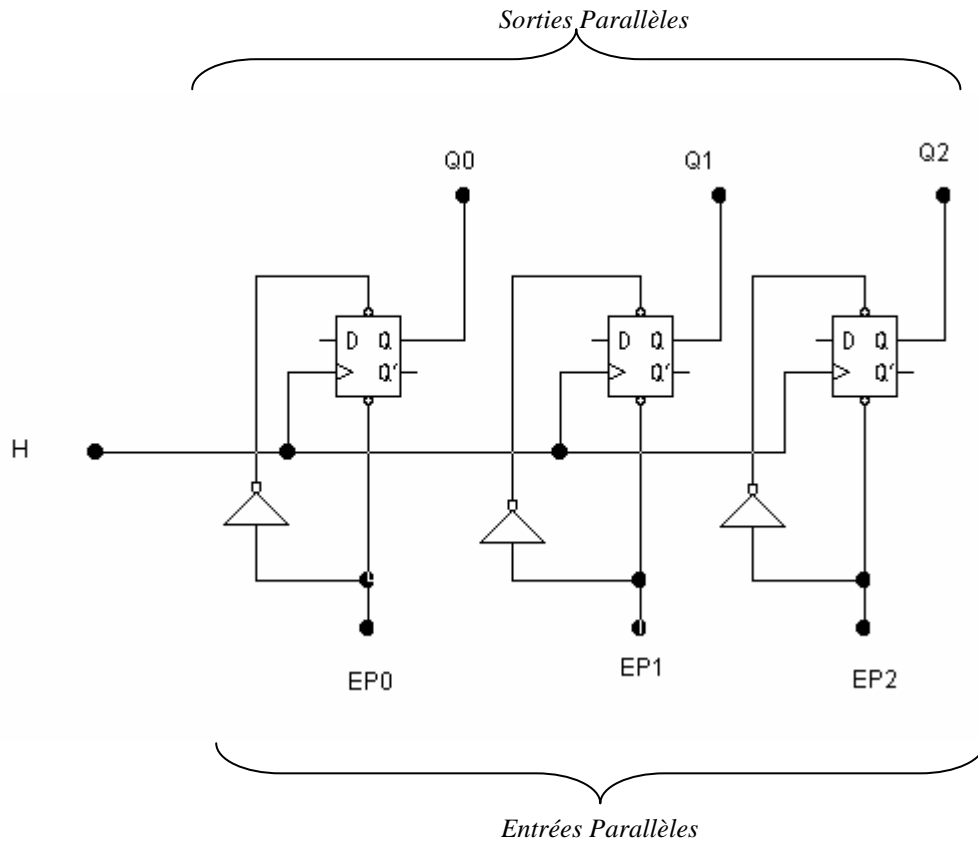 Sorties Parallèles
Q0 Q1 Q2
D Q D Q D Q
Q' Q' Q'
H
EP0 EP1 EP2
Entrées Parallèles